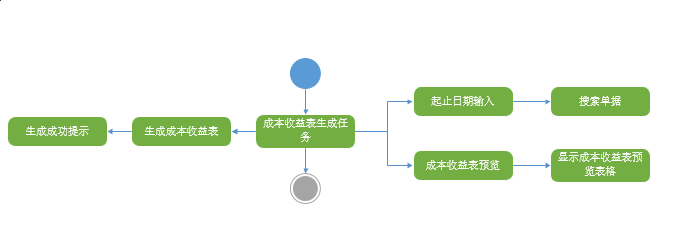 起止日期输入
搜索单据
生成成功提示
生成成本收益表
成本收益表生成任
务
成本收益表预览
显示成本收益表预
览表格